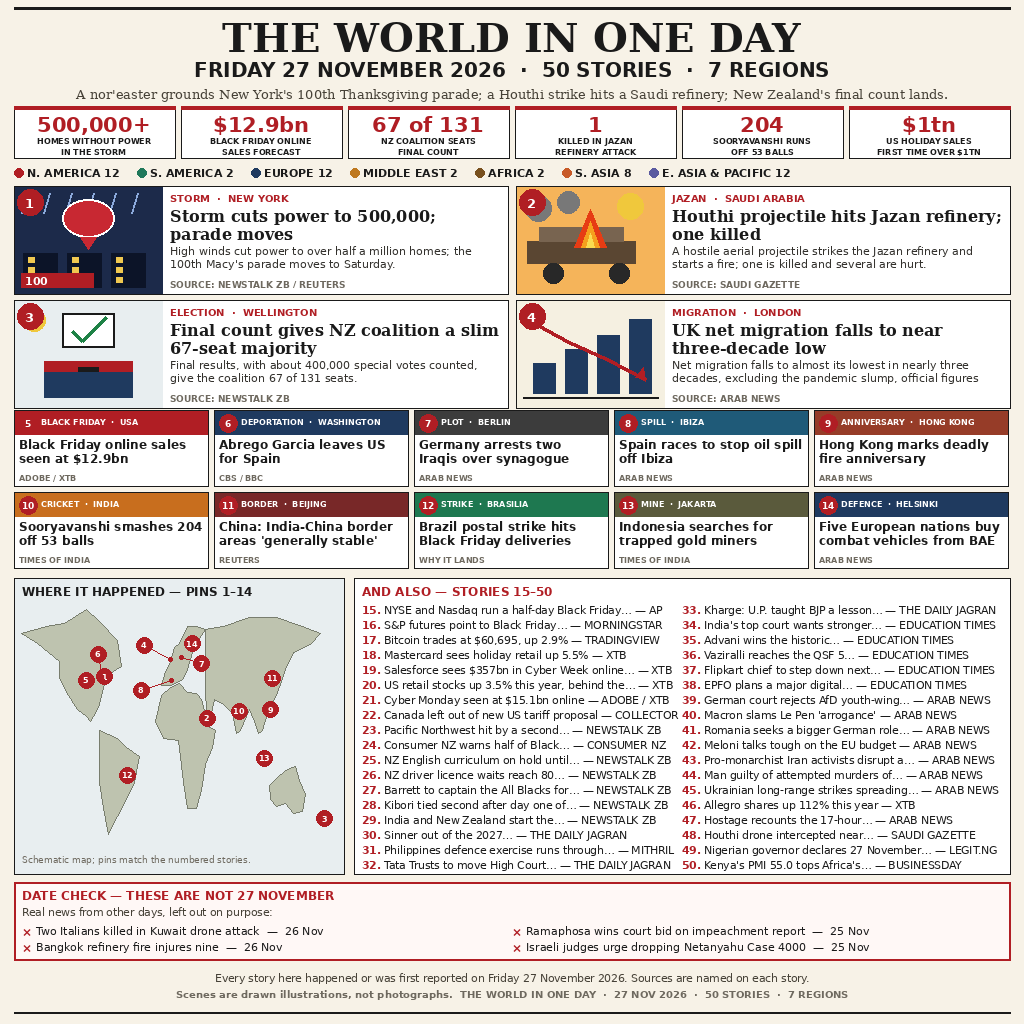 THE WORLD IN ONE DAY
FRIDAY 27 NOVEMBER 2026 · 50 STORIES · 7 REGIONS
A nor'easter grounds New York's 100th Thanksgiving parade; a Houthi strike hits a Saudi refinery; New Zealand's final count lands.
500,000+
HOMES WITHOUT POWER
IN THE STORM
$12.9bn
BLACK FRIDAY ONLINE
SALES FORECAST
67 of 131
NZ COALITION SEATS
FINAL COUNT
1
KILLED IN JAZAN
REFINERY ATTACK
204
SOORYAVANSHI RUNS
OFF 53 BALLS
$1tn
US HOLIDAY SALES
FIRST TIME OVER $1TN
N. AMERICA 12
S. AMERICA 2
EUROPE 12
MIDDLE EAST 2
AFRICA 2
S. ASIA 8
E. ASIA & PACIFIC 12
1
100
STORM · NEW YORK
Storm cuts power to 500,000;
parade moves
High winds cut power to over half a million homes; the
100th Macy's parade moves to Saturday.
SOURCE: NEWSTALK ZB / REUTERS
2
JAZAN · SAUDI ARABIA
Houthi projectile hits Jazan refinery;
one killed
A hostile aerial projectile strikes the Jazan refinery and
starts a fire; one is killed and several are hurt.
SOURCE: SAUDI GAZETTE
3
ELECTION · WELLINGTON
Final count gives NZ coalition a slim
67-seat majority
Final results, with about 400,000 special votes counted,
give the coalition 67 of 131 seats.
SOURCE: NEWSTALK ZB
4
MIGRATION · LONDON
UK net migration falls to near
three-decade low
Net migration falls to almost its lowest in nearly three
decades, excluding the pandemic slump, official figures
SOURCE: ARAB NEWS
5 BLACK FRIDAY · USA
Black Friday online sales
seen at $12.9bn
ADOBE / XTB
6 DEPORTATION · WASHINGTON
Abrego Garcia leaves US
for Spain
CBS / BBC
7 PLOT · BERLIN
Germany arrests two
Iraqis over synagogue
ARAB NEWS
8 SPILL · IBIZA
Spain races to stop oil spill
off Ibiza
ARAB NEWS
9 ANNIVERSARY · HONG KONG
Hong Kong marks deadly
fire anniversary
ARAB NEWS
10 CRICKET · INDIA
Sooryavanshi smashes 204
off 53 balls
TIMES OF INDIA
11 BORDER · BEIJING
China: India-China border
areas 'generally stable'
REUTERS
12 STRIKE · BRASILIA
Brazil postal strike hits
Black Friday deliveries
WHY IT LANDS
13 MINE · JAKARTA
Indonesia searches for
trapped gold miners
TIMES OF INDIA
14 DEFENCE · HELSINKI
Five European nations buy
combat vehicles from BAE
ARAB NEWS
WHERE IT HAPPENED — PINS 1–14
4
14
6
7
5
1
8
11
2
10
9
13
12
3
Schematic map; pins match the numbered stories.
AND ALSO — STORIES 15–50
15. NYSE and Nasdaq run a half-day Black Friday… — AP
16. S&P futures point to Black Friday… — MORNINGSTAR
17. Bitcoin trades at $60,695, up 2.9% — TRADINGVIEW
18. Mastercard sees holiday retail up 5.5% — XTB
19. Salesforce sees $357bn in Cyber Week online… — XTB
20. US retail stocks up 3.5% this year, behind the… — XTB
21. Cyber Monday seen at $15.1bn online — ADOBE / XTB
22. Canada left out of new US tariff proposal — COLLECTOR
23. Pacific Northwest hit by a second… — NEWSTALK ZB
24. Consumer NZ warns half of Black… — CONSUMER NZ
25. NZ English curriculum on hold until… — NEWSTALK ZB
26. NZ driver licence waits reach 80… — NEWSTALK ZB
27. Barrett to captain the All Blacks for… — NEWSTALK ZB
28. Kibori tied second after day one of… — NEWSTALK ZB
29. India and New Zealand start the… — NEWSTALK ZB
30. Sinner out of the 2027… — THE DAILY JAGRAN
31. Philippines defence exercise runs through… — MITHRIL
32. Tata Trusts to move High Court… — THE DAILY JAGRAN
33. Kharge: U.P. taught BJP a lesson… — THE DAILY JAGRAN
34. India's top court wants stronger… — EDUCATION TIMES
35. Advani wins the historic… — EDUCATION TIMES
36. Vaziralli reaches the QSF 5… — EDUCATION TIMES
37. Flipkart chief to step down next… — EDUCATION TIMES
38. EPFO plans a major digital… — EDUCATION TIMES
39. German court rejects AfD youth-wing… — ARAB NEWS
40. Macron slams Le Pen 'arrogance' — ARAB NEWS
41. Romania seeks a bigger German role… — ARAB NEWS
42. Meloni talks tough on the EU budget — ARAB NEWS
43. Pro-monarchist Iran activists disrupt a… — ARAB NEWS
44. Man guilty of attempted murders of… — ARAB NEWS
45. Ukrainian long-range strikes spreading… — ARAB NEWS
46. Allegro shares up 112% this year — XTB
47. Hostage recounts the 17-hour… — ARAB NEWS
48. Houthi drone intercepted near… — SAUDI GAZETTE
49. Nigerian governor declares 27 November… — LEGIT.NG
50. Kenya's PMI 55.0 tops Africa's… — BUSINESSDAY
DATE CHECK — THESE ARE NOT 27 NOVEMBER
Real news from other days, left out on purpose:
× Two Italians killed in Kuwait drone attack — 26 Nov
× Bangkok refinery fire injures nine — 26 Nov
× Ramaphosa wins court bid on impeachment report — 25 Nov
× Israeli judges urge dropping Netanyahu Case 4000 — 25 Nov
Every story here happened or was first reported on Friday 27 November 2026. Sources are named on each story.
Scenes are drawn illustrations, not photographs. THE WORLD IN ONE DAY · 27 NOV 2026 · 50 STORIES · 7 REGIONS